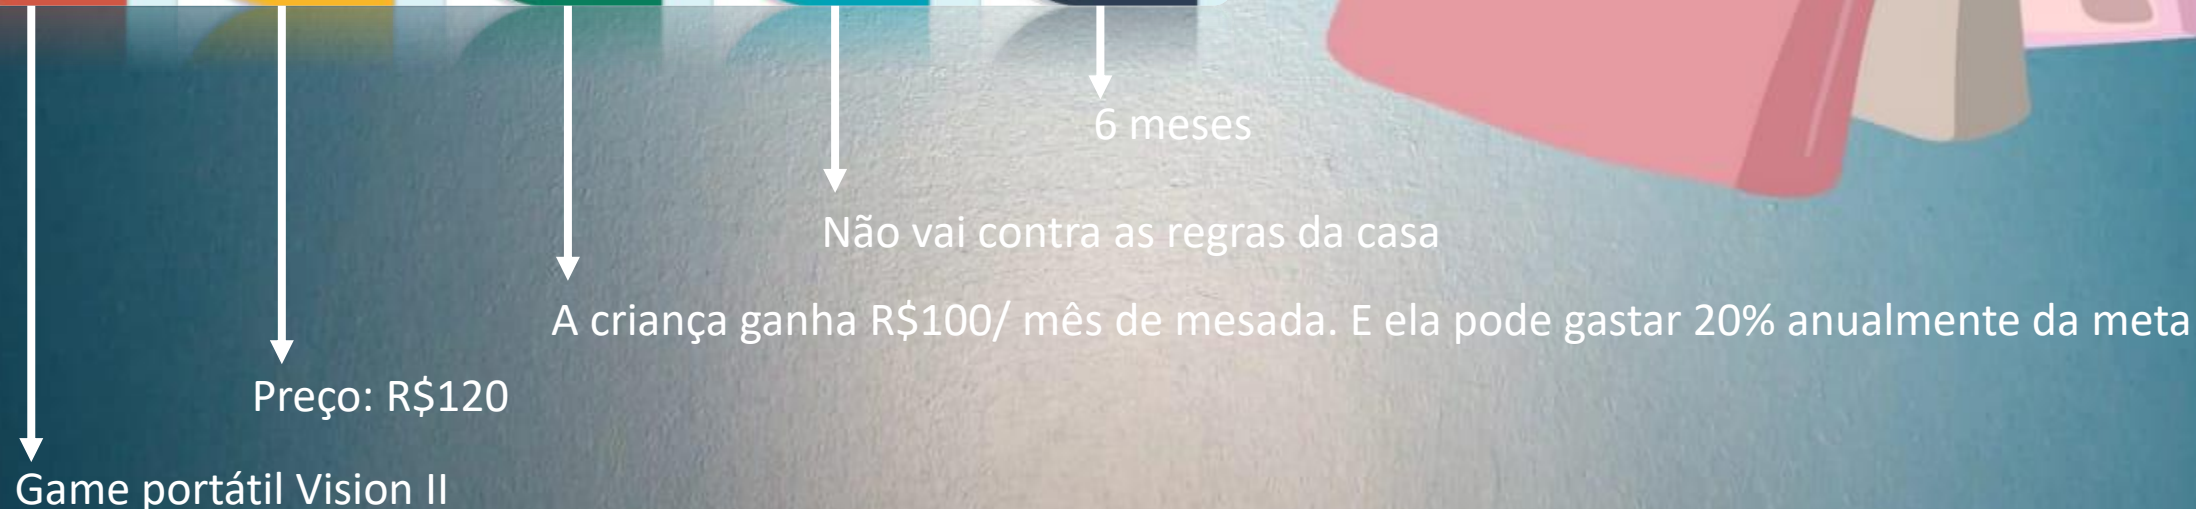 6 meses
Não vai contra as regras da casa
A criança ganha R$100/ mês de mesada. E ela pode gastar 20% anualmente da meta
Preço: R$120
Game portátil Vision II